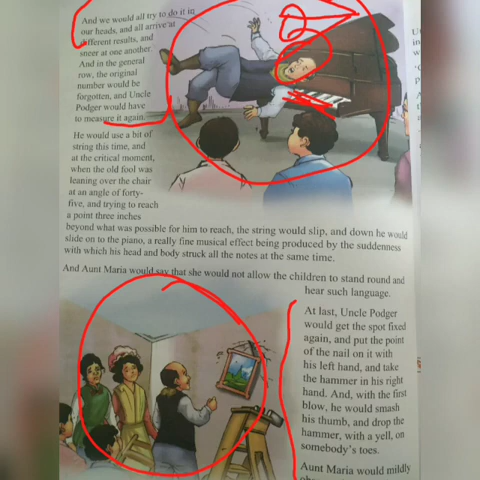 And we would all try to do it in
our heads, and all arrive at
different results, and
sneer at one another.
And in the general
row, the original
number would be
forgotten, and Uncle
Podger would have
to measure it again.
He would use a bit of
string this time, and
at the critical moment,
when the old fool was
leaning over the chair
at an angle of forty-
five, and trying to reach
a point three inches
beyond what was possible for him to reach, the string would slip, and down he would
slide on to the piano, a really fine musical effect being produced by the suddenness
with which his head and body struck all the notes at the same time.
And Aunt Maria would say that she would not allow the children to stand round and
hear such language.
At last, Uncle Podger
would get the spot fixed
again, and put the point
of the nail on it with
his left hand, and take
the hammer in his right
hand. And, with the first
blow, he would smash
his thumb, and drop the
hammer, with a yell, on
somebody's toes.
Aunt Maria would mildly